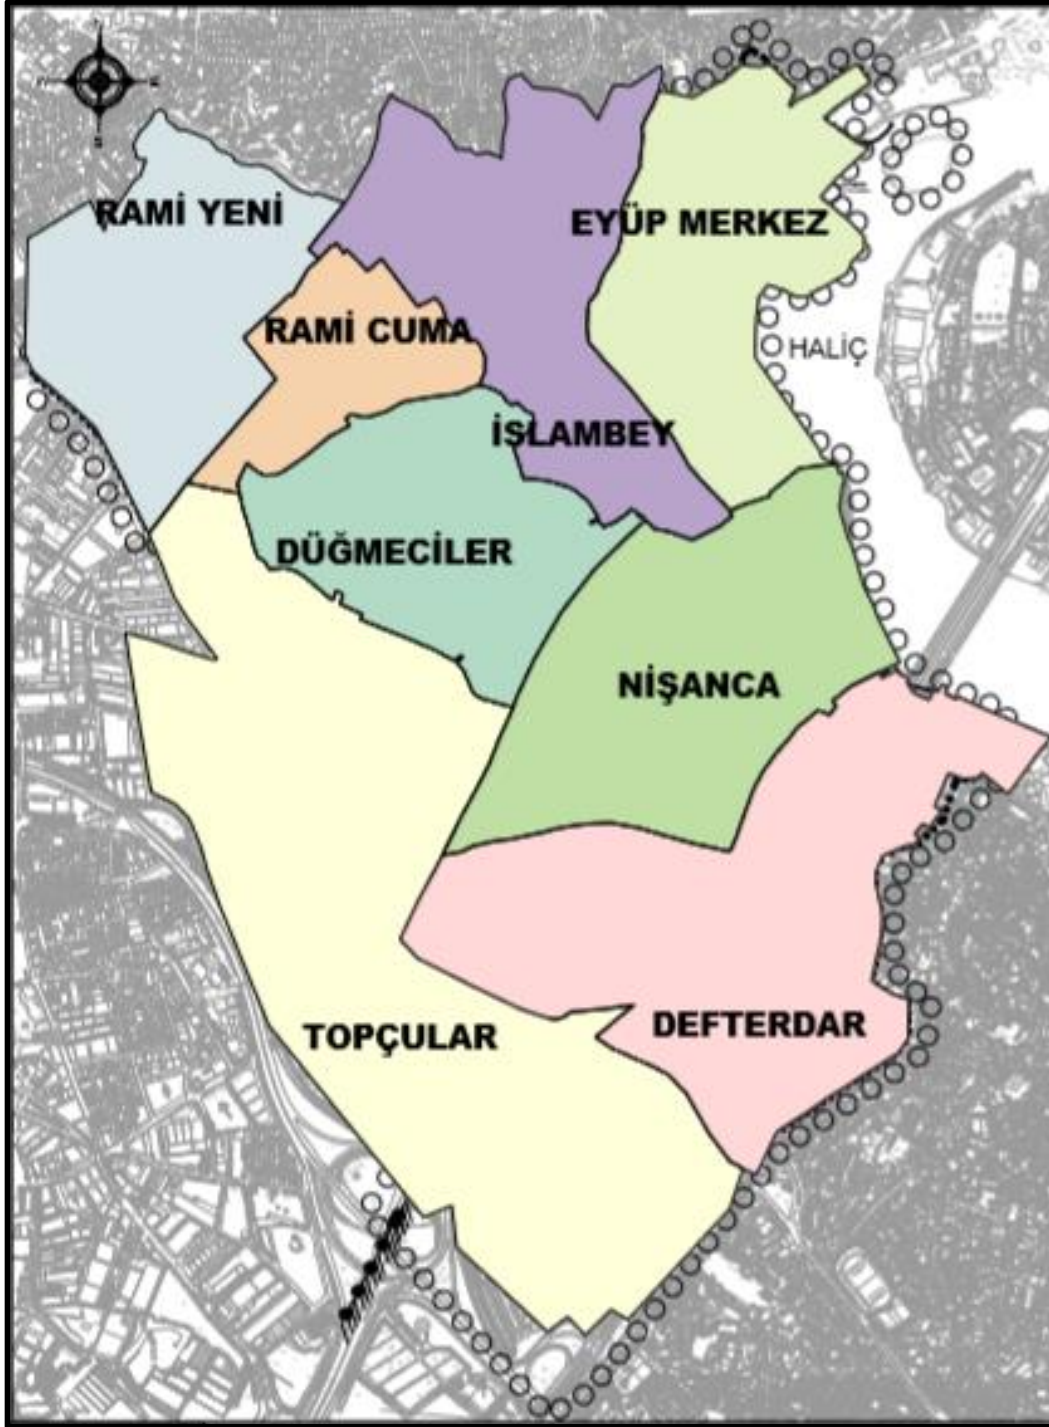 RAMİ YENİ
EYÜP MERKEZ
RAMİ CUMA
HALİÇ
İSLAMBEY
DÜĞMECİLER
NİŞANCA
TOPÇULAR
DEFTERDAR